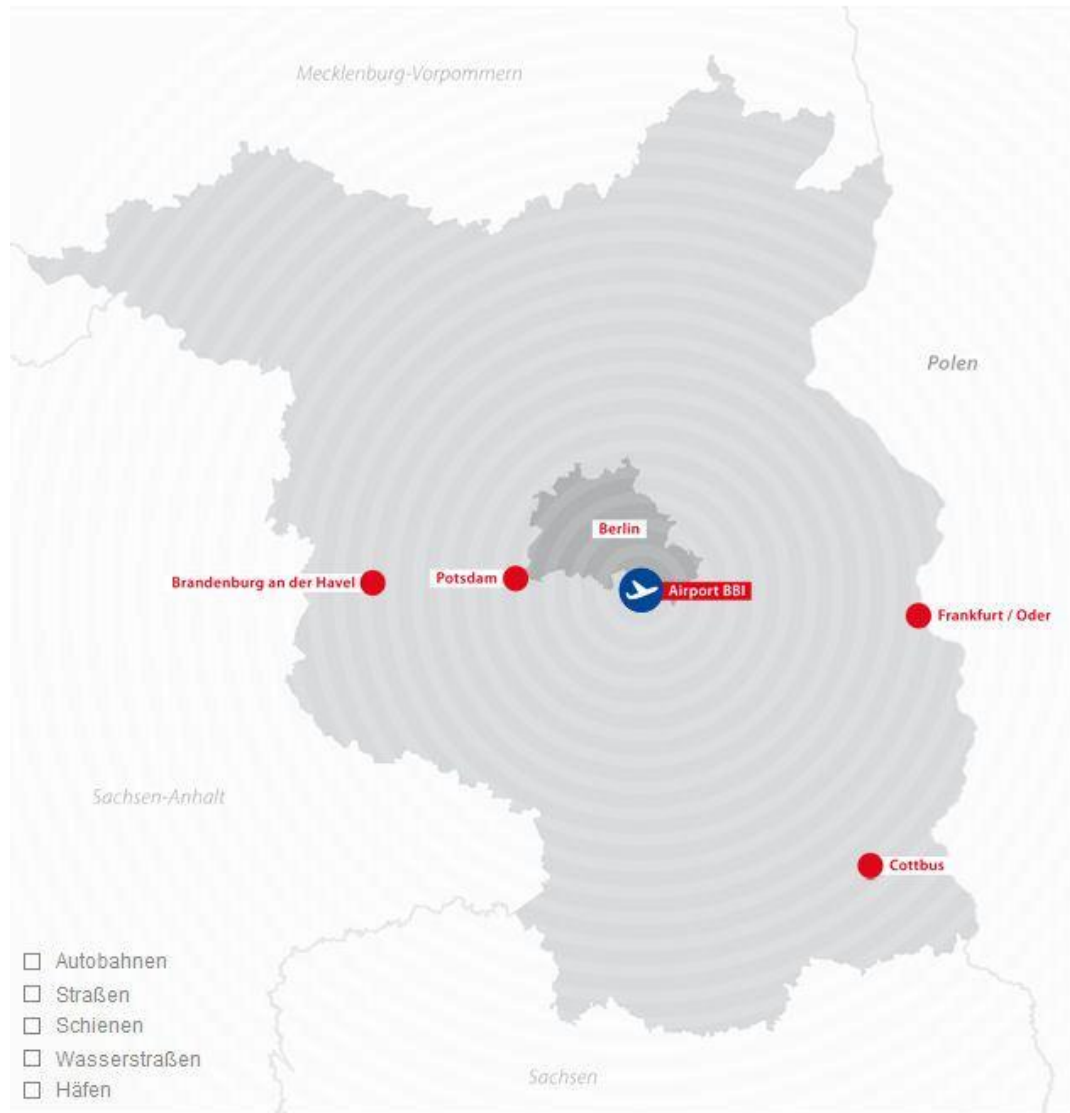 Mecklenburg-Vorpommern
Polen
Berlin
Brandenburg an der Havel
Potsdam
Airport BBI
Frankfurt / Oder
Sachsen-Anhalt
Cottbus
Autobahnen
Straßen
Schienen
Wasserstraßen
Häfen
Sachsen